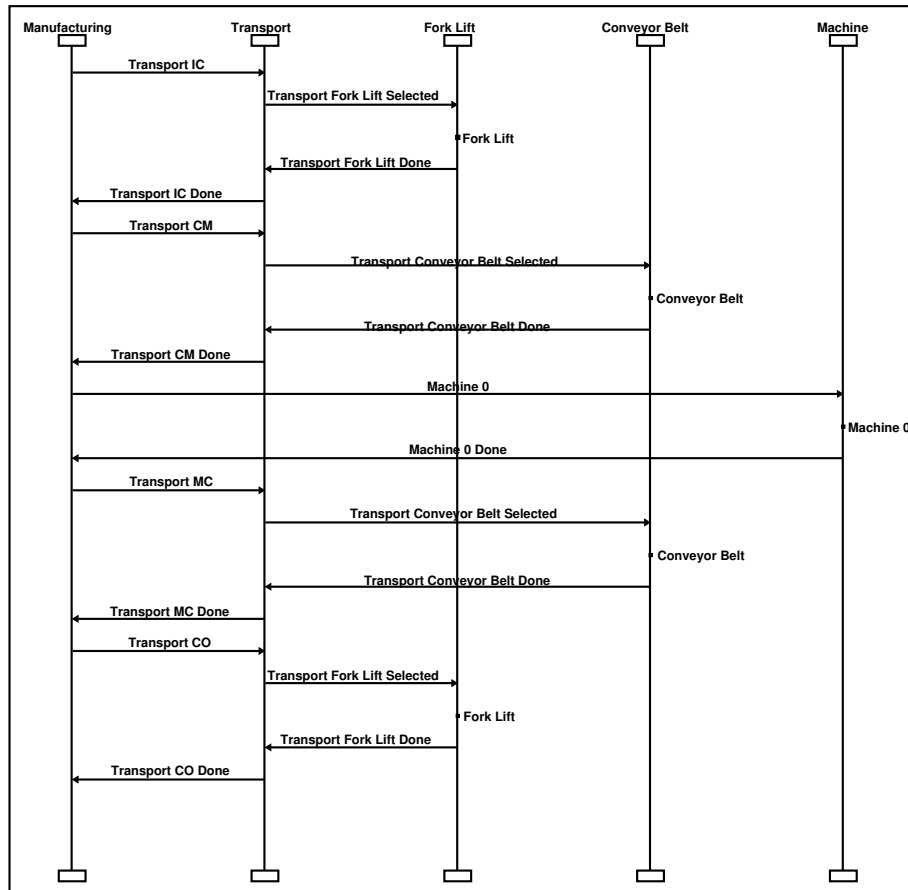 Manufacturing Transport Fork Lift Conveyor Belt Machine
Transport IC
Transport Fork Lift Selected
Fork Lift
Transport Fork Lift Done
Transport IC Done
Transport CM
Transport Conveyor Belt Selected
Conveyor Belt
Transport Conveyor Belt Done
Transport CM Done
Machine 0
Machine 0
Machine 0 Done
Transport MC
Transport Conveyor Belt Selected
Conveyor Belt
Transport Conveyor Belt Done
Transport MC Done
Transport CO
Transport Fork Lift Selected
Fork Lift
Transport Fork Lift Done
Transport CO Done